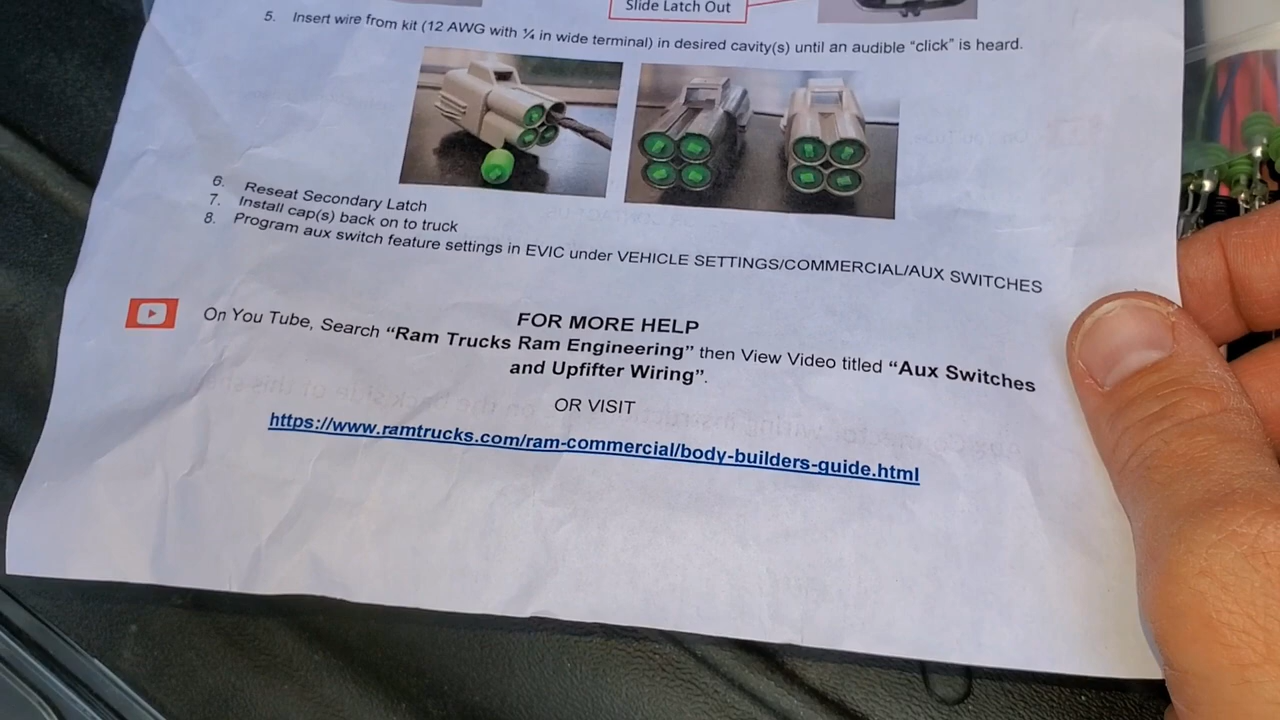 Slide Latch Out
5. Insert wire from kit (12 AWG with ¼ in wide terminal) in desired cavity(s) until an audible “click” is heard.
6. Reseat Secondary Latch
7. Install cap(s) back on to truck
8. Program aux switch feature settings in EVIC under VEHICLE SETTINGS/COMMERCIAL/AUX SWITCHES
FOR MORE HELP
On You Tube, Search “Ram Trucks Ram Engineering” then View Video titled “Aux Switches
and Upfifter Wiring”.
OR VISIT
https://www.ramtrucks.com/ram-commercial/body-builders-guide.html